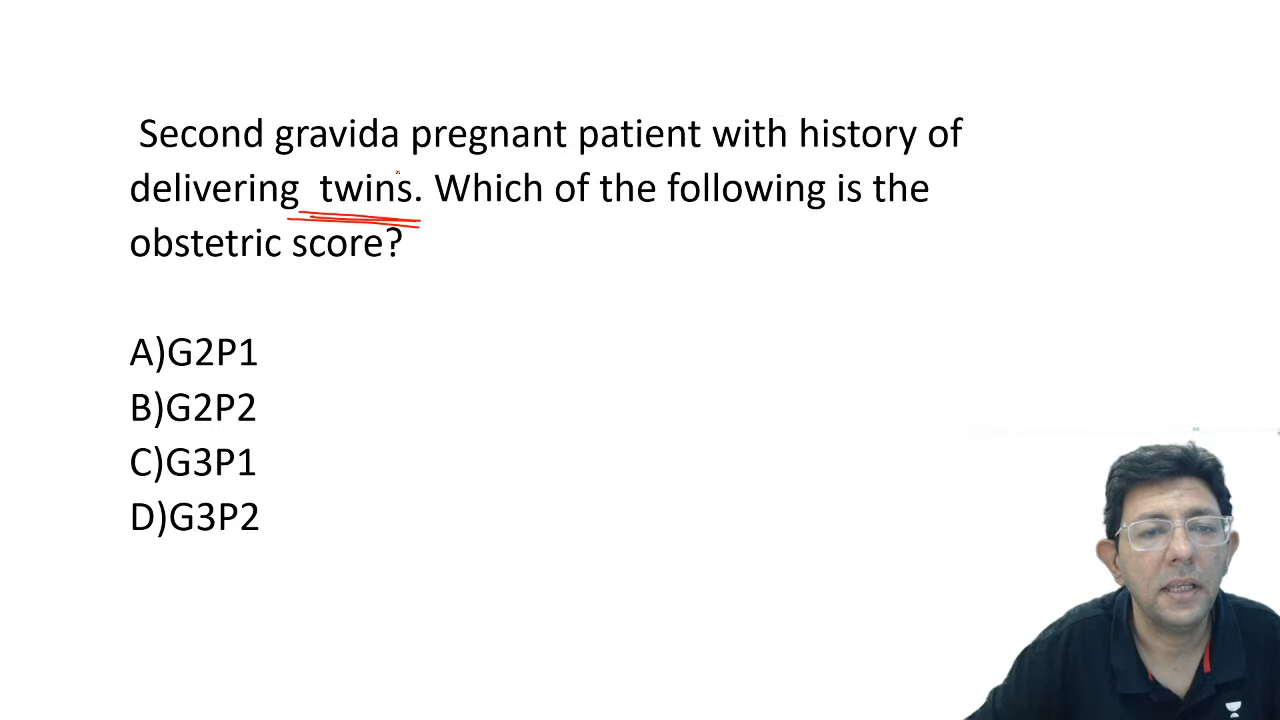 Second gravida pregnant patient with history of
delivering twins. Which of the following is the
obstetric score?
A)G2P1
B)G2P2
C)G3P1
D)G3P2